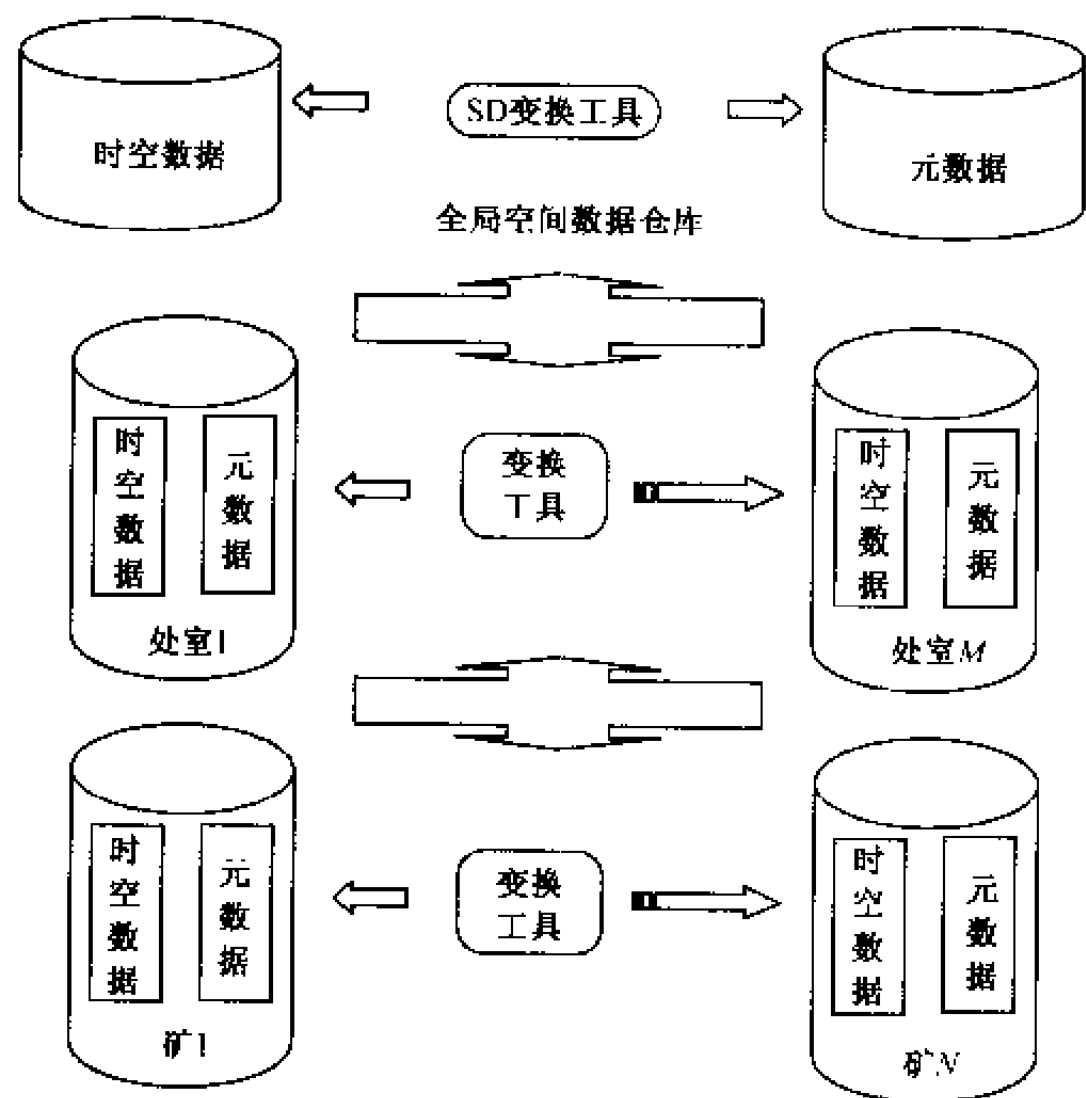 时空数据
SD变换工具
元数据
全局空间数据仓库
时空数据
元数据
处室1
变换
工具
时空数据
元数据
处室M
时空数据
元数据
矿1
变换
工具
时空数据
元数据
矿N